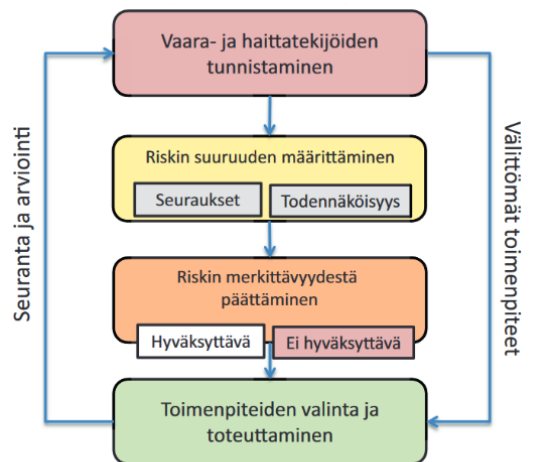 Vaara- ja haittatekijöiden
tunnistaminen
Riskin suuruuden määrittäminen
Seuraukset
Todennäköisyys
Riskin merkittävyydestä
päättäminen
Hyväksyttävä
Ei hyväksyttävä
Toimenpiteiden valinta ja
toteuttaminen
Seuranta ja arviointi
Välittömät toimenpiteet